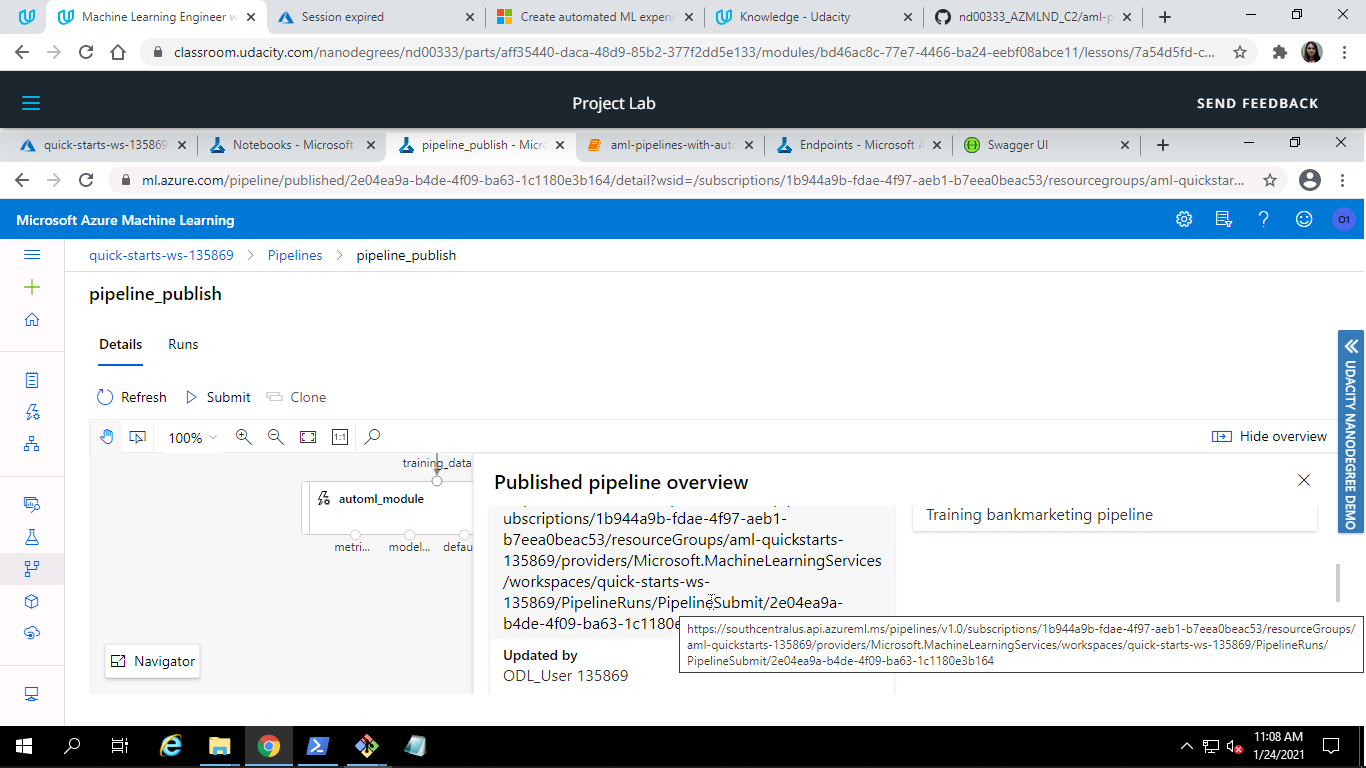 Machine Learning Engineer w
Session expired
Create automated ML experin
Knowledge - Udacity
nd00333_AZMLND_C2/aml-p
classroom.udacity.com/nanodegrees/nd00333/parts/aff35440-daca-48d9-85b2-377f2dd5e133/modules/bd46ac8c-77e7-4466-ba24-eebf08abce11/lessons/7a54d5fd-c...
Project Lab
SEND FEEDBACK
quick-starts-ws-135869
Notebooks - Microsoft
pipeline_publish - Micro
aml-pipelines-with-auto
Endpoints - Microsoft A
Swagger UI
ml.azure.com/pipeline/published/2e04ea9a-b4de-4f09-ba63-1c1180e3b164/detail?wsid=/subscriptions/1b944a9b-fdae-4f97-aeb1-b7eea0beac53/resourcegroups/aml-quickstar...
Microsoft Azure Machine Learning
O1
quick-starts-ws-135869 > Pipelines > pipeline_publish
pipeline_publish
Details
Runs
Refresh
Submit
Clone
100%
1:1
Hide overview
training_data
automl_module
metri...
model...
defau
Navigator
Published pipeline overview
ubscriptions/1b944a9b-fdae-4f97-aeb1-
b7eea0beac53/resourceGroups/aml-quickstarts-
135869/providers/Microsoft.MachineLearningServices
/workspaces/quick-starts-ws-
135869/PipelineRuns/PipelineSubmit/2e04ea9a-
b4de-4f09-ba63-1c1180e
Updated by
ODL_User 135869
Training bankmarketing pipeline
https://southcentralus.api.azureml.ms/pipelines/v1.0/subscriptions/1b944a9b-fdae-4f97-aeb1-b7eea0beac53/resourceGroups/
aml-quickstarts-135869/providers/Microsoft.MachineLearningServices/workspaces/quick-starts-ws-135869/PipelineRuns/
PipelineSubmit/2e04ea9a-b4de-4f09-ba63-1c1180e3b164
UDACITY NANODEGREE DEMO
11:08 AM
1/24/2021